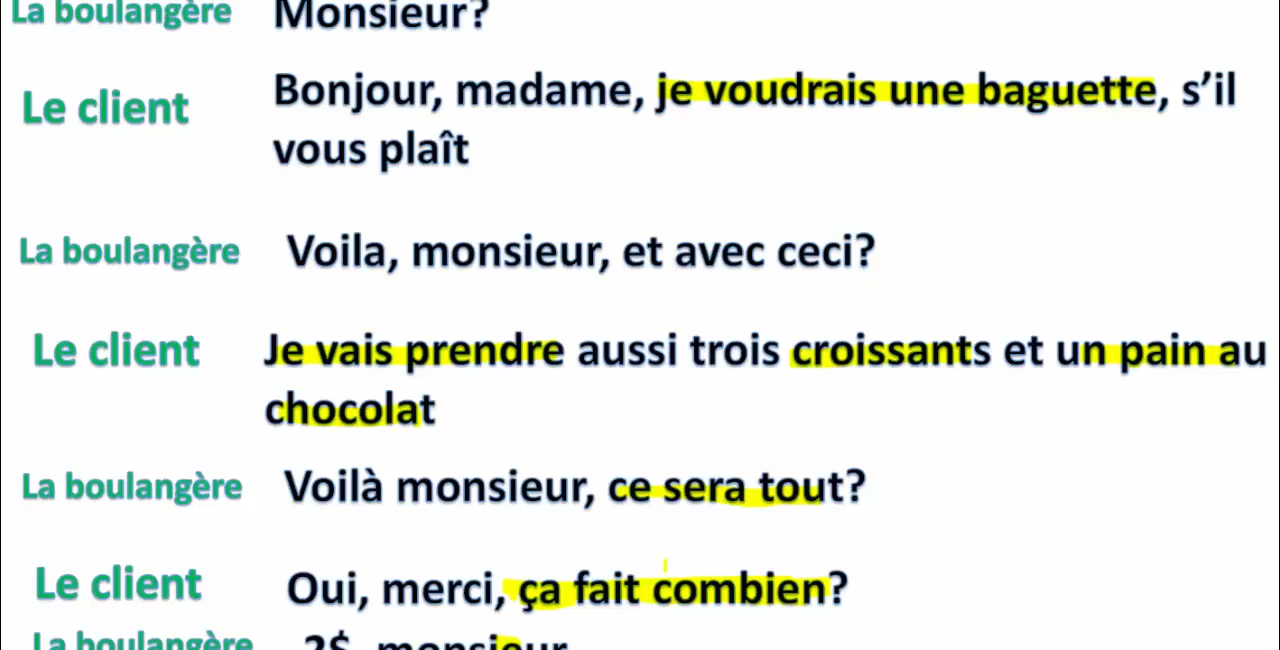 La boulangère Monsieur?
Le client Bonjour, madame, je voudrais une baguette, s'il
vous plaît
La boulangère Voila, monsieur, et avec ceci?
Le client Je vais prendre aussi trois croissants et un pain au
chocolat
La boulangère Voilà monsieur, ce sera tout?
Le client Oui, merci, ça fait combien?
La boulangère 2$, monsieur